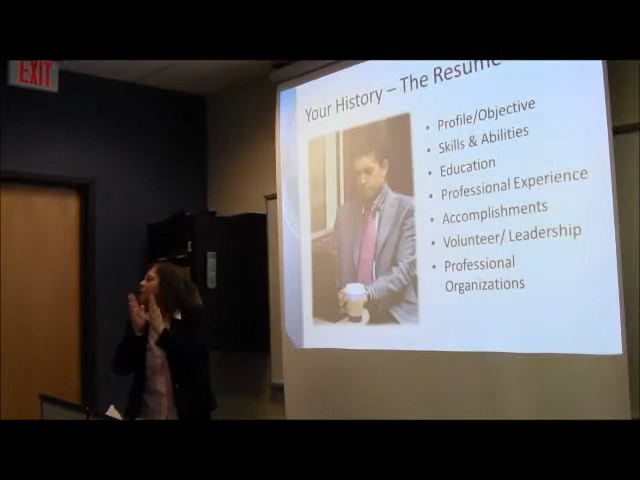 EXIT
Your History – The Resume
• Profile/Objective
• Skills & Abilities
• Education
• Professional Experience
• Accomplishments
• Volunteer/ Leadership
• Professional
Organizations